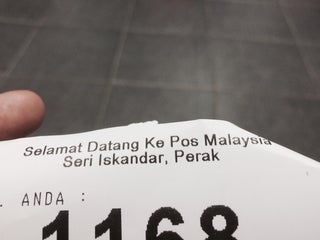 Selamat Datang Ke Pos Malaysia
Seri Iskandar, Perak
. ANDA :
1168